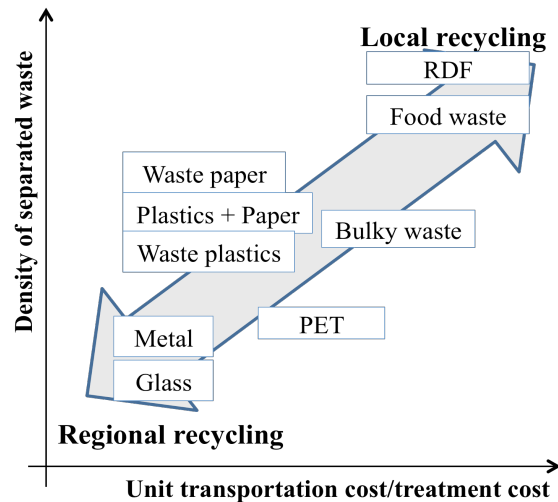 Local recycling
RDF
Food waste
Waste paper
Plastics + Paper
Bulky waste
Waste plastics
PET
Metal
Glass
Regional recycling
Density of separated waste
Unit transportation cost/treatment cost